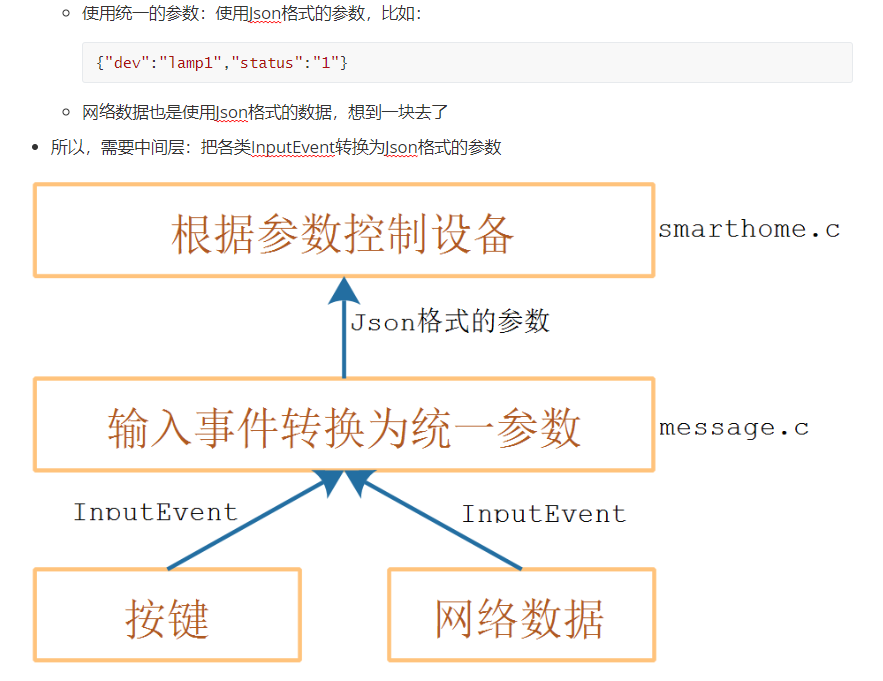 使用统一的参数：使用Json格式的参数，比如：
{"dev":"lamp1","status":"1"}
网络数据也是使用Json格式的数据，想到一块去了
所以，需要中间层：把各类InputEvent转换为Json格式的参数
根据参数控制设备
smarthome.c
Json格式的参数
输入事件转换为统一参数
message.c
InputEvent
InputEvent
按键
网络数据